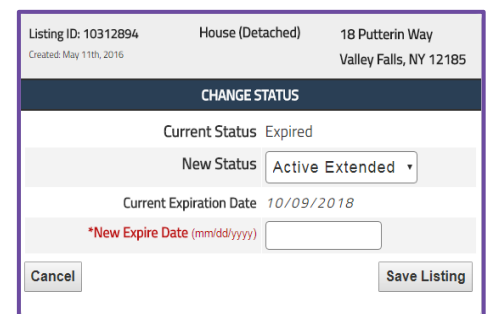 Listing ID: 10312894 House (Detached) 18 Putterin Way
Created: May 11th, 2016 Valley Falls, NY 12185
CHANGE STATUS
Current Status Expired
New Status Active Extended
Current Expiration Date 10/09/2018
*New Expire Date (mm/dd/yyyy)
Cancel Save Listing